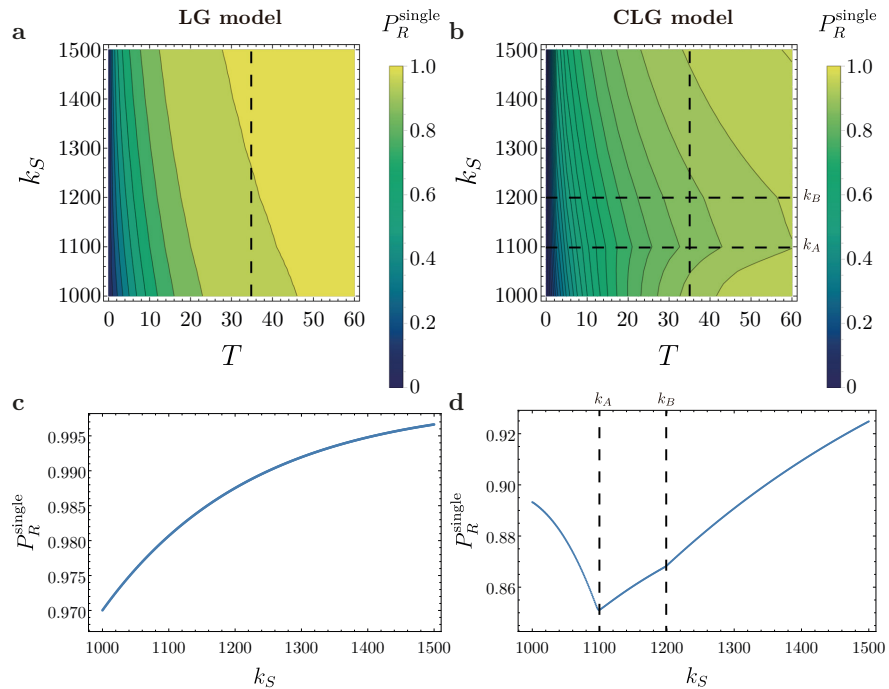 LG model
CLG model
a
P_R^single
b
P_R^single
1500
1400
1300
1200
1100
1000
k_S
0 10 20 30 40 50 60
T
1.0
0.8
0.6
0.4
0.2
0
1500
1400
1300
1200
1100
1000
k_S
k_B
k_A
0 10 20 30 40 50 60
T
1.0
0.8
0.6
0.4
0.2
0
c
0.995
0.990
0.985
0.980
0.975
0.970
P_R^single
1000 1100 1200 1300 1400 1500
k_S
d
k_A k_B
0.92
0.90
0.88
0.86
P_R^single
1000 1100 1200 1300 1400 1500
k_S